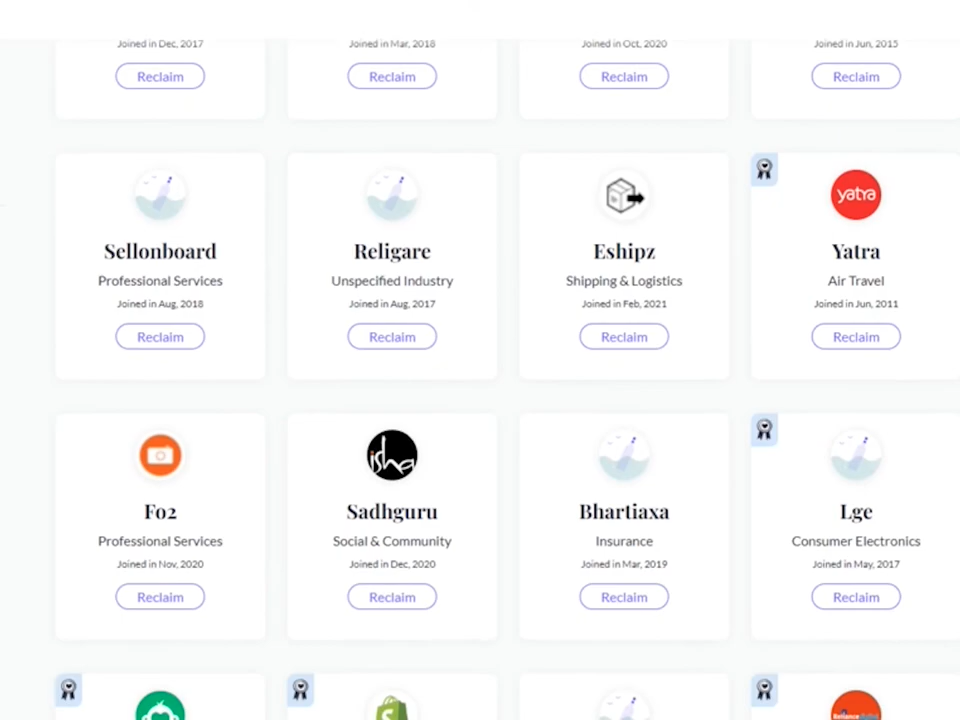 Joined in Dec, 2017
Joined in Mar, 2018
Joined in Oct, 2020
Joined in Jun, 2015
Reclaim
Reclaim
Reclaim
Reclaim
yatra
Sellonboard
Religare
Eshipz
Yatra
Professional Services
Unspecified Industry
Shipping & Logistics
Air Travel
Joined in Aug, 2018
Joined in Aug, 2017
Joined in Feb, 2021
Joined in Jun, 2011
Reclaim
Reclaim
Reclaim
Reclaim
isha
Fo2
Sadhguru
Bhartiaxa
Lge
Professional Services
Social & Community
Insurance
Consumer Electronics
Joined in Nov, 2020
Joined in Dec, 2020
Joined in Mar, 2019
Joined in May, 2017
Reclaim
Reclaim
Reclaim
Reclaim